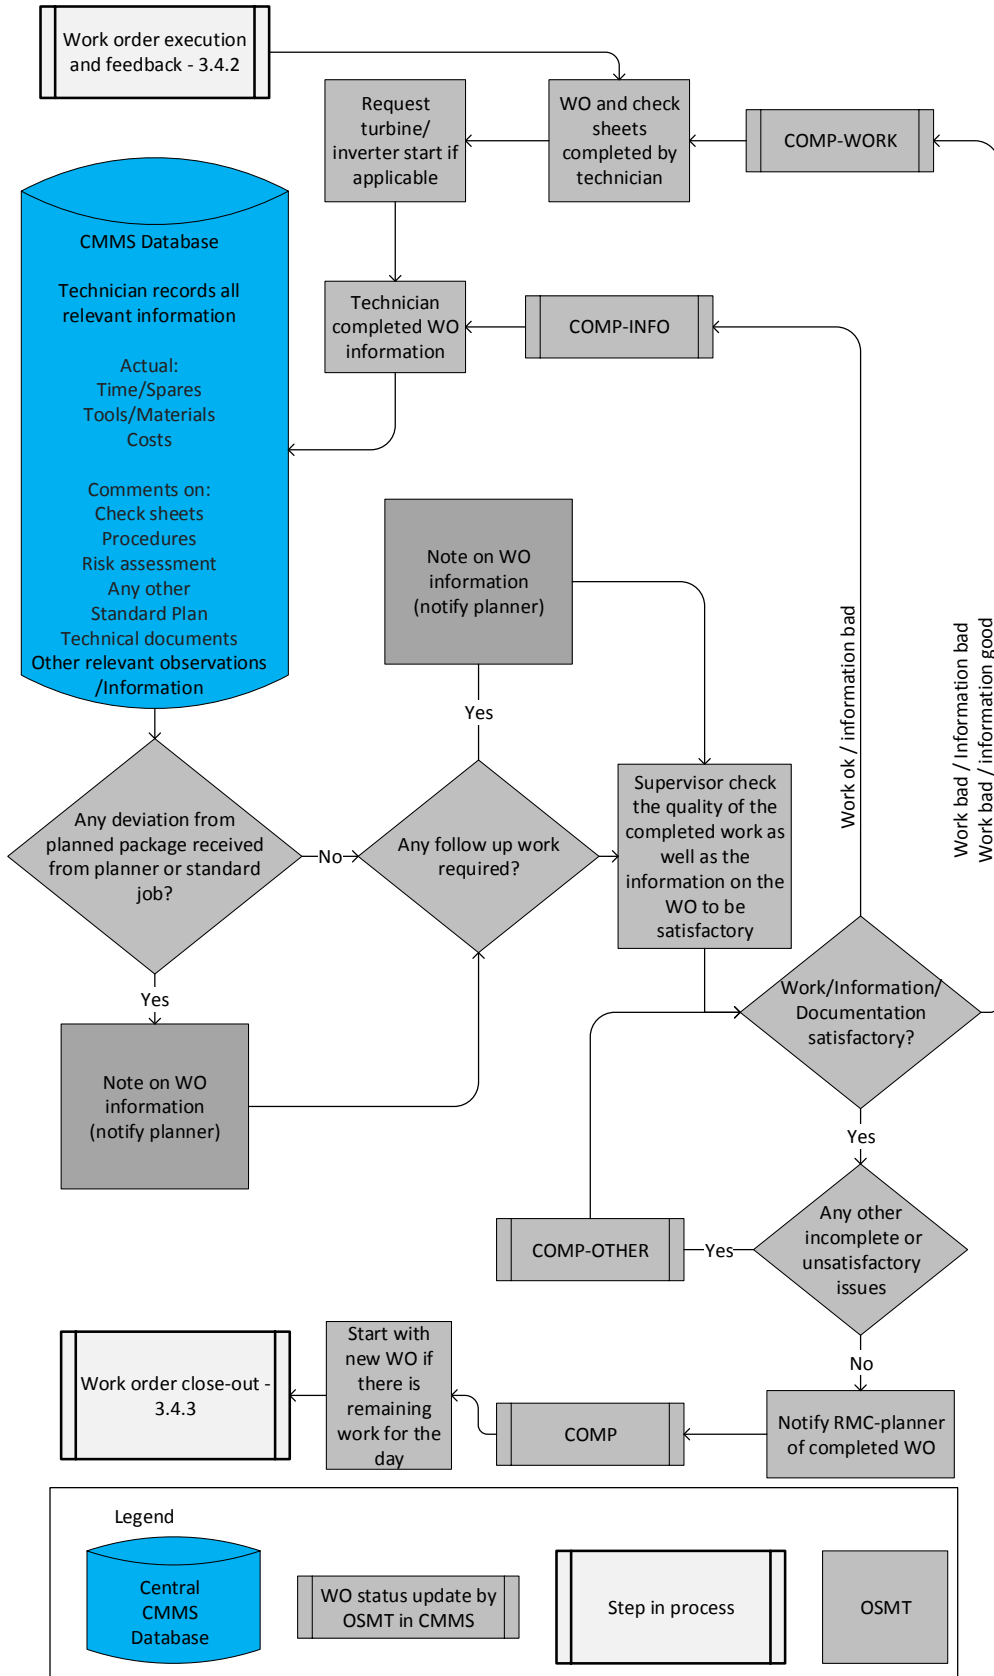 Work order execution
and feedback - 3.4.2
Request
turbine/
inverter start if
applicable
WO and check
sheets
completed by
technician
COMP-WORK
CMMS Database
Technician records all
relevant information
Actual:
Time/Spares
Tools/Materials
Costs
Comments on:
Check sheets
Procedures
Risk assessment
Any other
Standard Plan
Technical documents
Other relevant observations
/Information
Technician
completed WO
information
COMP-INFO
Note on WO
information
(notify planner)
Yes
Work ok / information bad
Work bad / Information bad
Work bad / information good
Any deviation from
planned package received
from planner or standard
job?
No
Any follow up work
required?
Supervisor check
the quality of the
completed work as
well as the
information on the
WO to be
satisfactory
Yes
Work/Information/
Documentation
satisfactory?
Note on WO
information
(notify planner)
Yes
COMP-OTHER
Yes
Any other
incomplete or
unsatisfactory
issues
No
Work order close-out -
3.4.3
Start with
new WO if
there is
remaining
work for the
day
COMP
Notify RMC-planner
of completed WO
Legend
Central
CMMS
Database
WO status update by
OSMT in CMMS
Step in process
OSMT